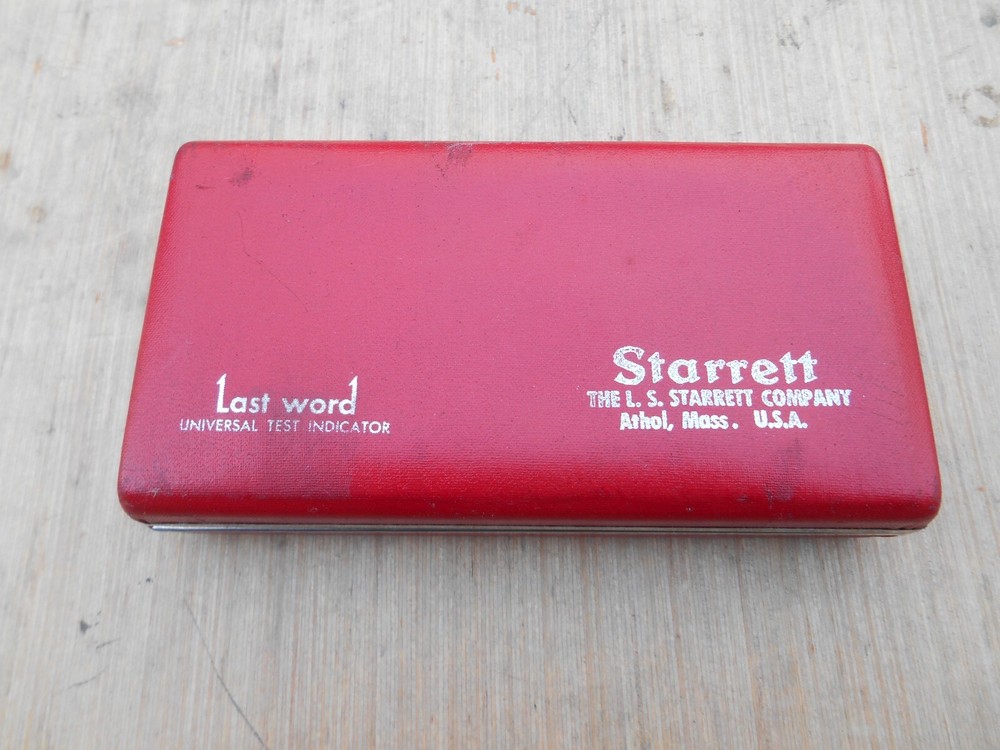 Last word
UNIVERSAL TEST INDICATOR
Starrett
THE L. S. STARRETT COMPANY
Athol, Mass. U.S.A.